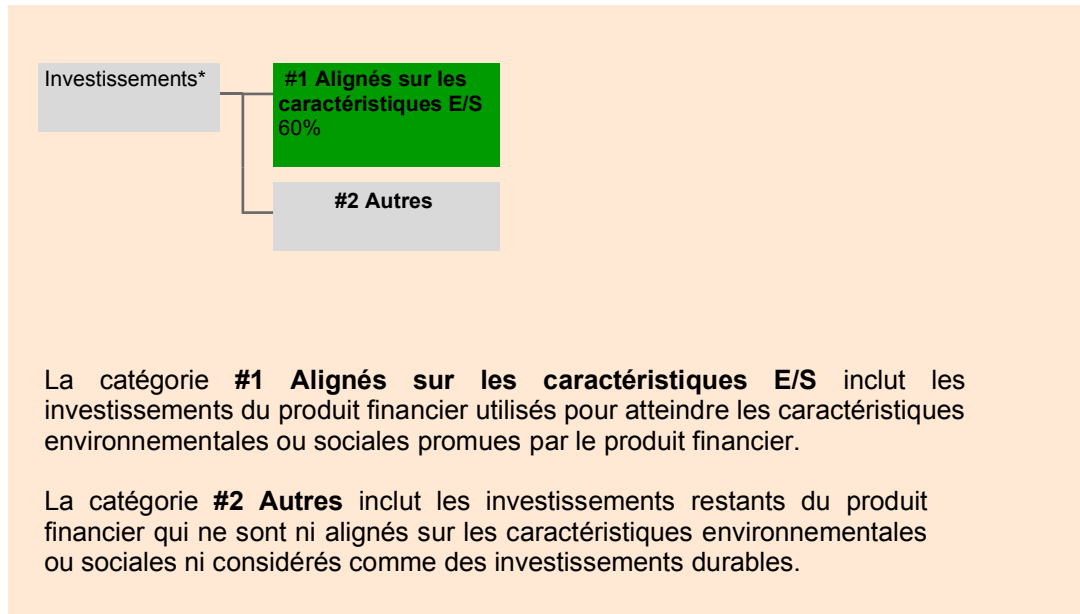 Investissements*
#1 Alignés sur les
caractéristiques E/S
60%
#2 Autres
La catégorie #1 Alignés sur les caractéristiques E/S inclut les
investissements du produit financier utilisés pour atteindre les caractéristiques
environnementales ou sociales promues par le produit financier.
La catégorie #2 Autres inclut les investissements restants du produit
financier qui ne sont ni alignés sur les caractéristiques environnementales
ou sociales ni considérés comme des investissements durables.